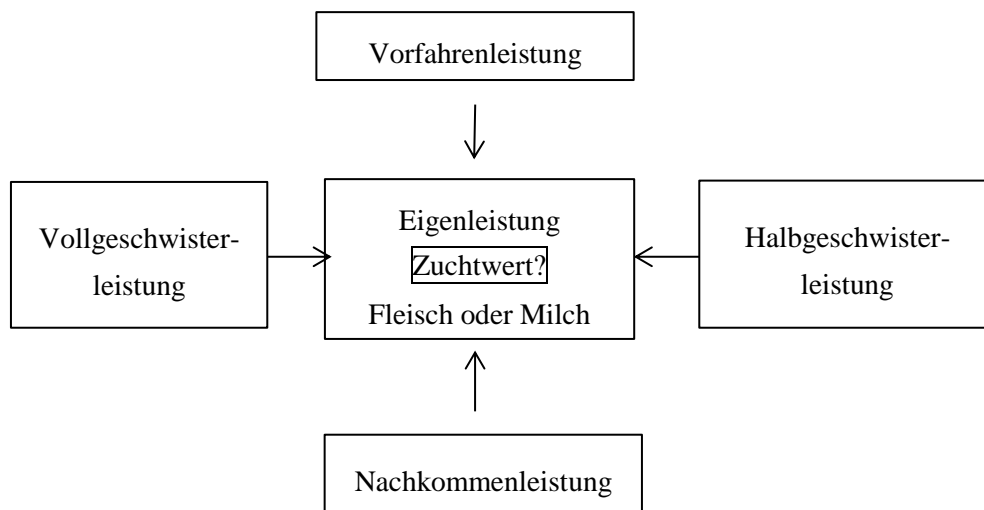 Vorfahrenleistung
Vollgeschwister-
leistung
Eigenleistung
Zuchtwert?
Fleisch oder Milch
Halbgeschwister-
leistung
Nachkommenleistung